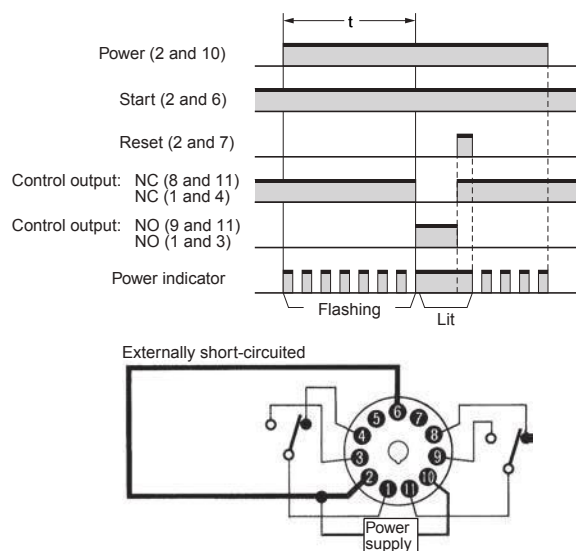 t
Power (2 and 10)
Start (2 and 6)
Reset (2 and 7)
Control output: NC (8 and 11)
NC (1 and 4)
Control output: NO (9 and 11)
NO (1 and 3)
Power indicator
Flashing
Lit
Externally short-circuited
6
5 7
4 8
3 9
2 10
1 11
Power
supply